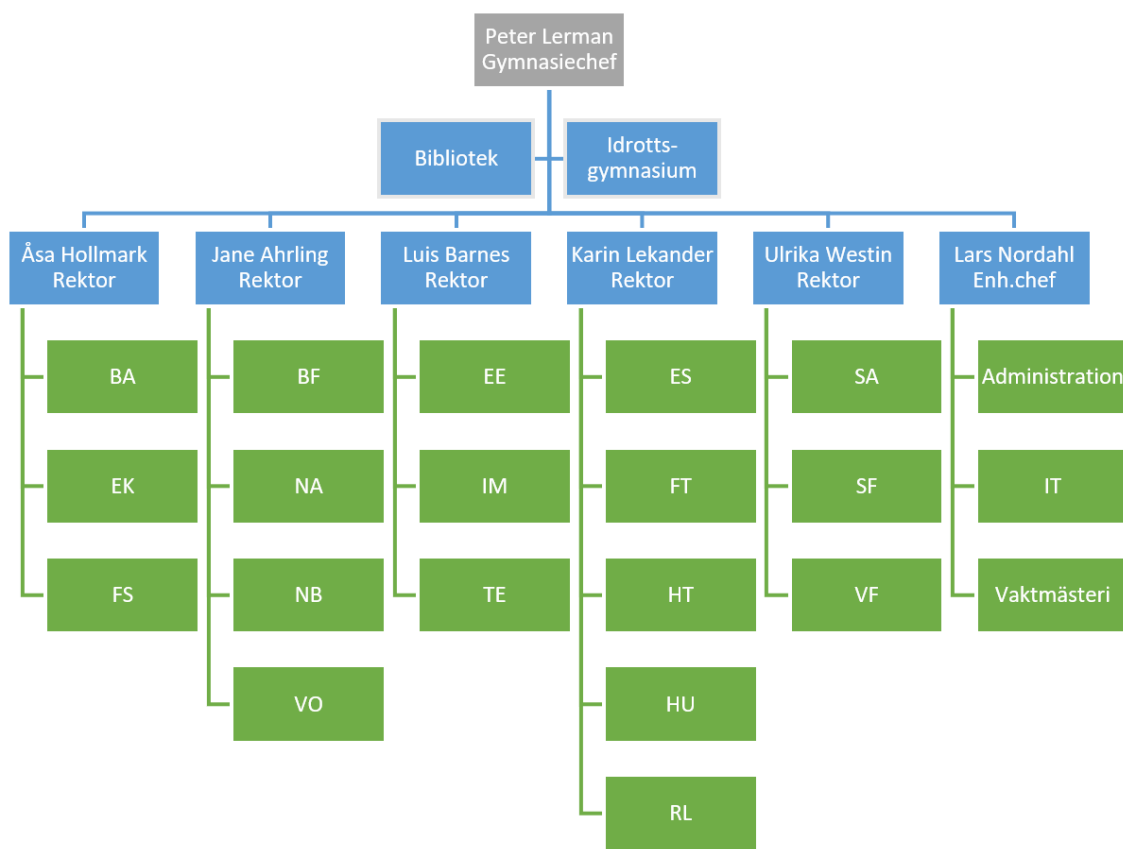 Peter Lerman
Gymnasiechef
Bibliotek
Idrotts-
gymnasium
Åsa Hollmark
Rektor
Jane Ahrling
Rektor
Luis Barnes
Rektor
Karin Lekander
Rektor
Ulrika Westin
Rektor
Lars Nordahl
Enh.chef
BA
BF
EE
ES
SA
Administration
EK
NA
IM
FT
SF
IT
FS
NB
TE
HT
VF
Vaktmästeri
VO
HU
RL